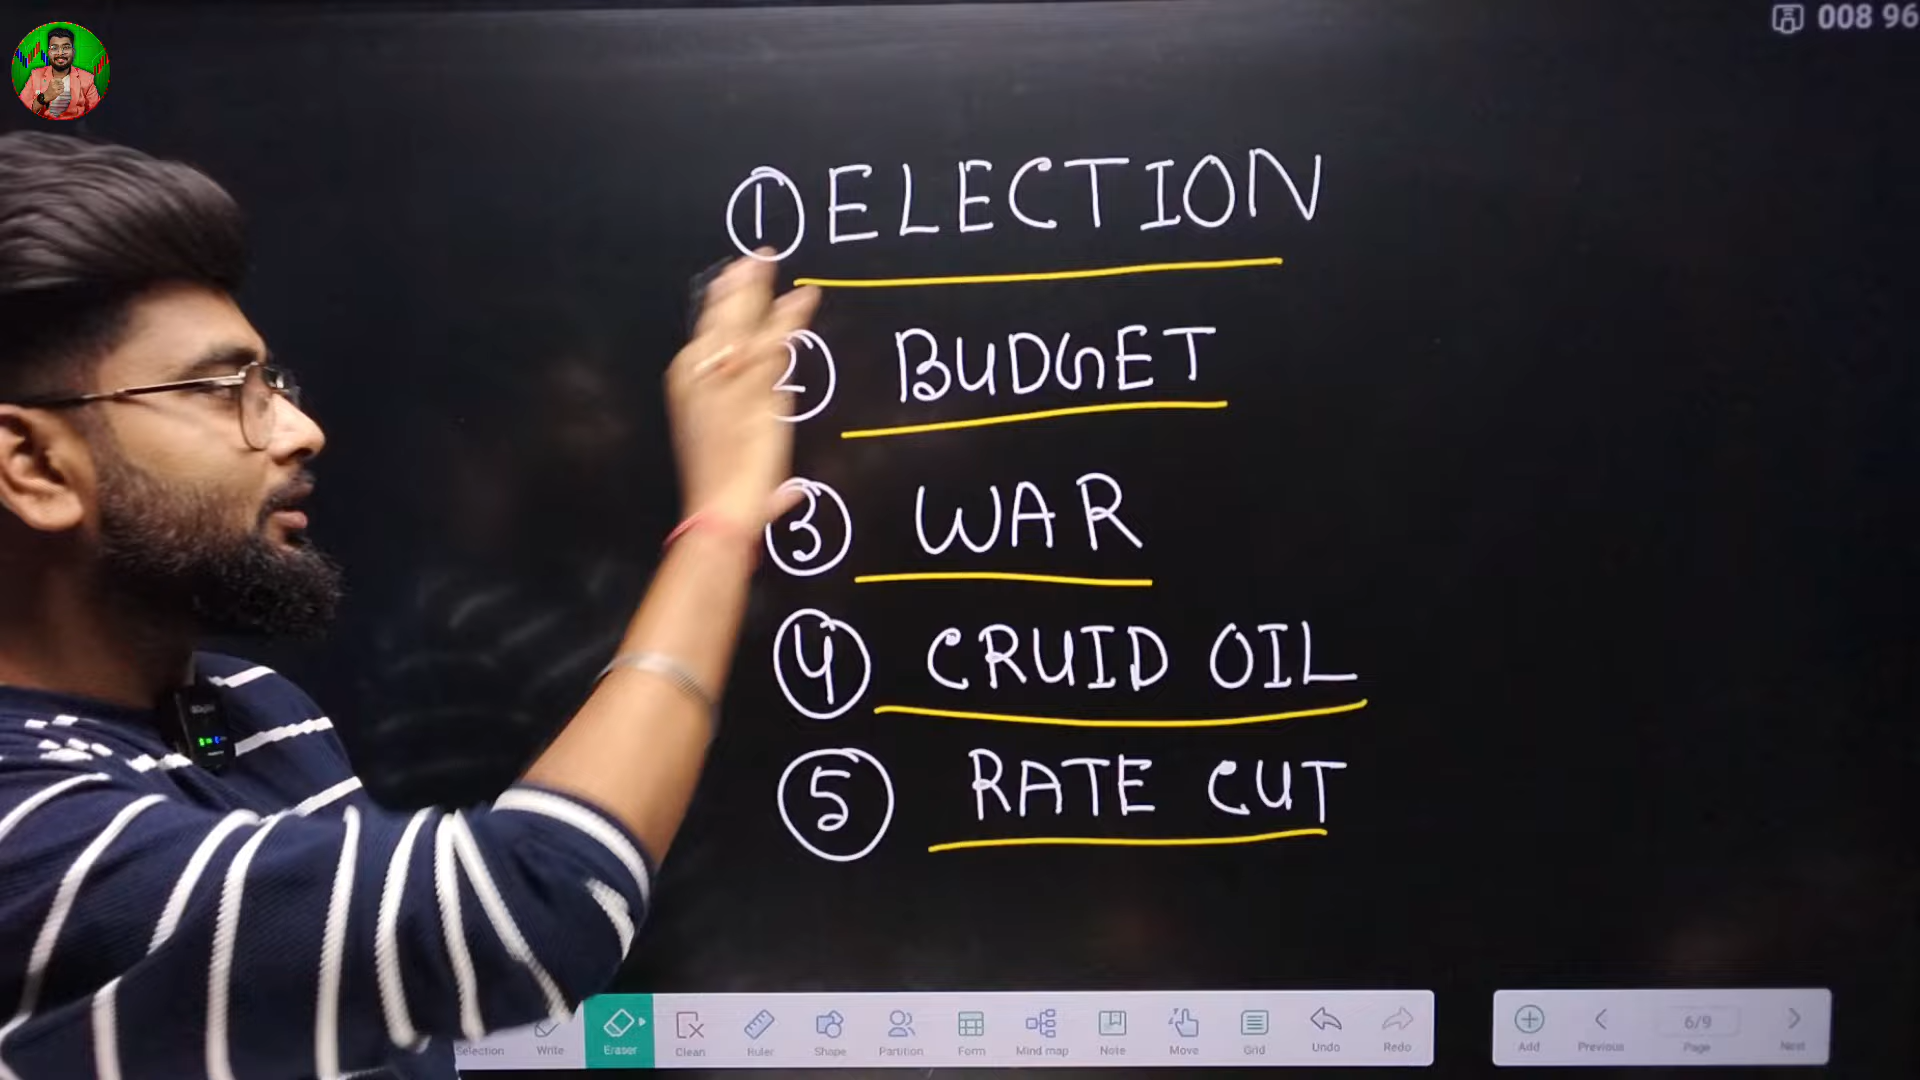 008 96
① ELECTION
② BUDGET
③ WAR
④ CRUID OIL
⑤ RATE CUT
Selection Write Eraser Clean Ruler Shape Partition Form Mind map Note Move Grid Undo Redo
Add Previous 6/9 Page Next